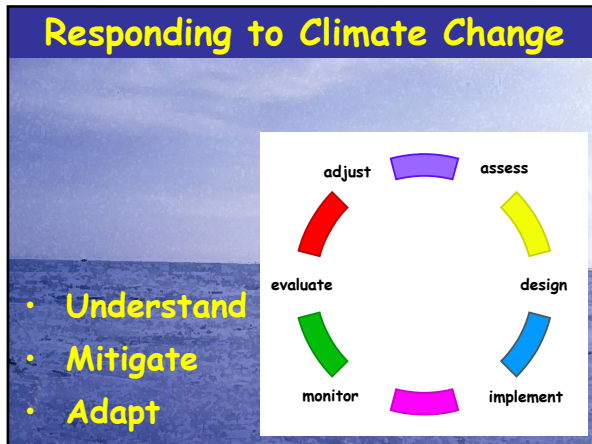 Responding to Climate Change
adjust
assess
evaluate
design
monitor
implement
• Understand
• Mitigate
• Adapt